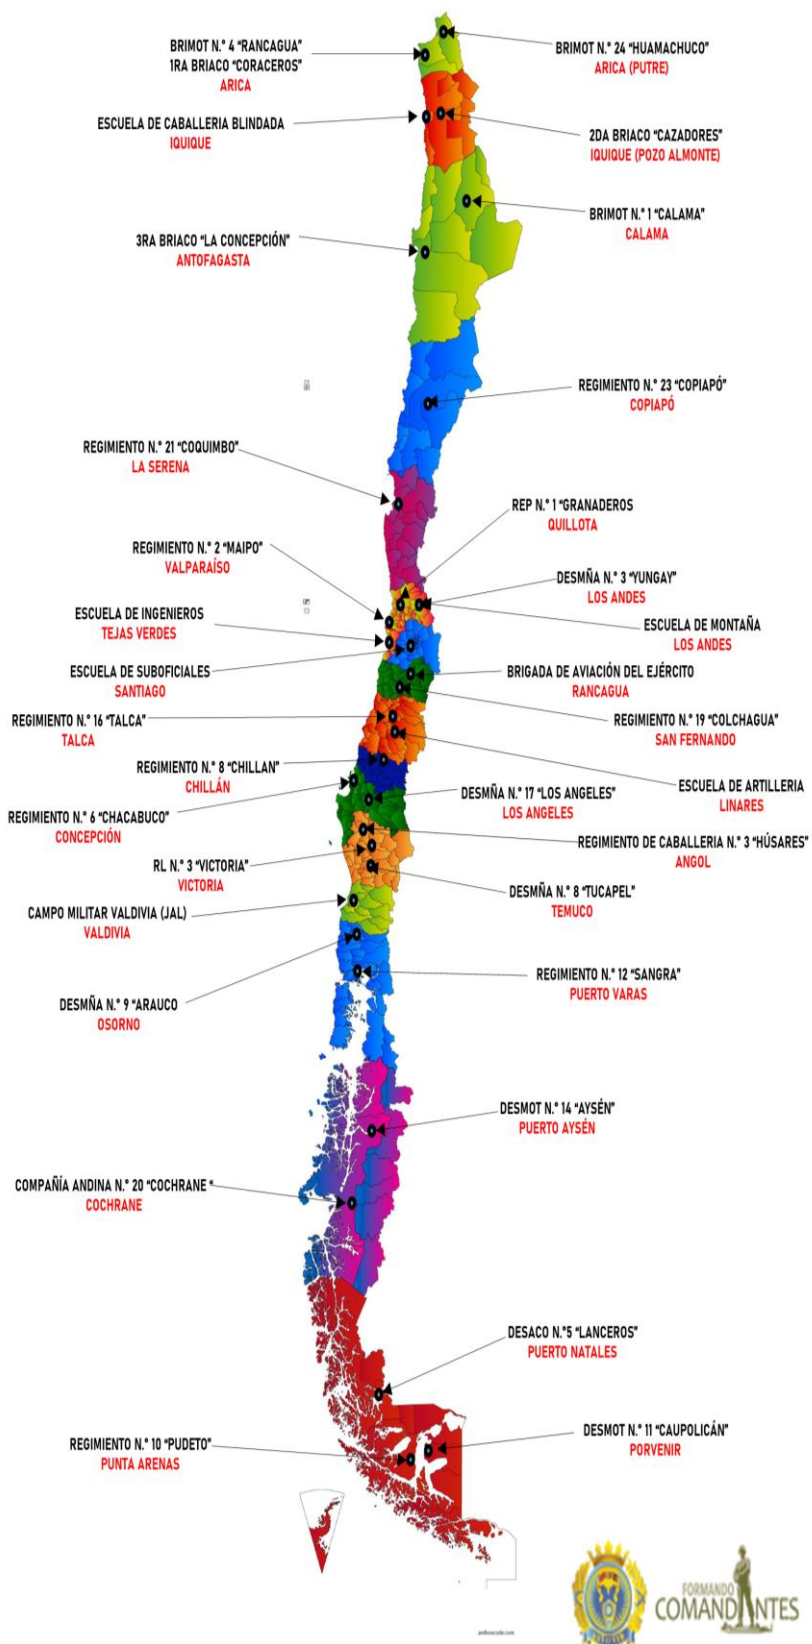 BRIMOT N.° 4 “RANCAGUA”
1RA BRIACO “CORACEROS”
ARICA
BRIMOT N.° 24 “HUAMACHUCO”
ARICA (PUTRE)
ESCUELA DE CABALLERIA BLINDADA
IQUIQUE
2DA BRIACO “CAZADORES”
IQUIQUE (POZO ALMONTE)
BRIMOT N.° 1 “CALAMA”
CALAMA
3RA BRIACO “LA CONCEPCIÓN”
ANTOFAGASTA
REGIMIENTO N.° 23 “COPIAPÓ”
COPIAPÓ
REGIMIENTO N.° 21 “COQUIMBO”
LA SERENA
REP N.° 1 “GRANADEROS
QUILLOTA
REGIMIENTO N.° 2 “MAIPO”
VALPARAÍSO
DESMÑA N.° 3 “YUNGAY”
LOS ANDES
ESCUELA DE INGENIEROS
TEJAS VERDES
ESCUELA DE MONTAÑA
LOS ANDES
ESCUELA DE SUBOFICIALES
SANTIAGO
BRIGADA DE AVIACIÓN DEL EJÉRCITO
RANCAGUA
REGIMIENTO N.° 16 “TALCA”
TALCA
REGIMIENTO N.° 19 “COLCHAGUA”
SAN FERNANDO
REGIMIENTO N.° 8 “CHILLAN”
CHILLÁN
ESCUELA DE ARTILLERIA
LINARES
DESMÑA N.° 17 “LOS ANGELES”
LOS ANGELES
REGIMIENTO N.° 6 “CHACABUCO”
CONCEPCIÓN
REGIMIENTO DE CABALLERIA N.° 3 “HÚSARES”
ANGOL
RL N.° 3 “VICTORIA”
VICTORIA
DESMÑA N.° 8 “TUCAPEL”
TEMUCO
CAMPO MILITAR VALDIVIA (JAL)
VALDIVIA
REGIMIENTO N.° 12 “SANGRA”
PUERTO VARAS
DESMÑA N.° 9 “ARAUCO
OSORNO
DESMOT N.° 14 “AYSÉN”
PUERTO AYSÉN
COMPAÑÍA ANDINA N.° 20 “COCHRANE “
COCHRANE
DESACO N.°5 “LANCEROS”
PUERTO NATALES
DESMOT N.° 11 “CAUPOLICÁN”
PORVENIR
REGIMIENTO N.° 10 “PUDETO”
PUNTA ARENAS
FORMANDO
COMANDANTES